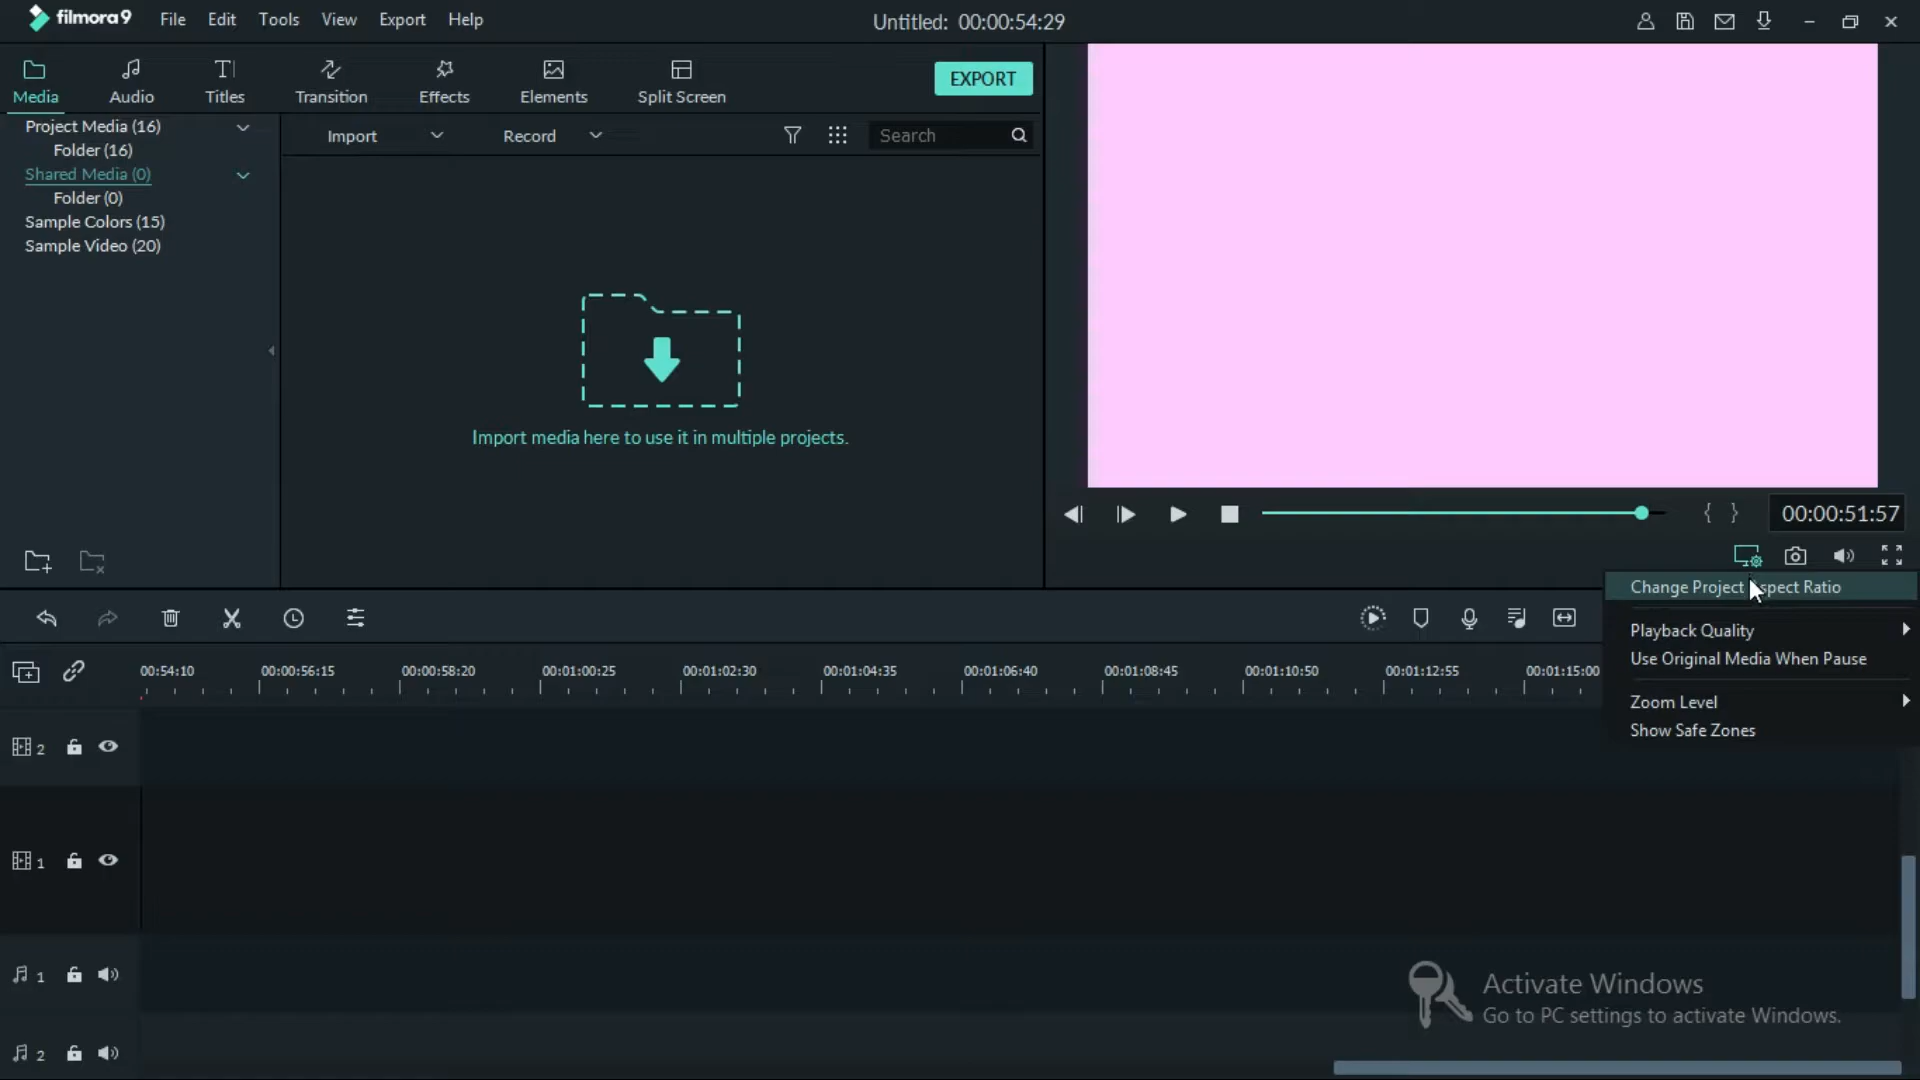 filmora9 File Edit Tools View Export Help Untitled: 00:00:54:29
Media Audio Titles Transition Effects Elements Split Screen EXPORT
Project Media (16)
Folder (16)
Shared Media (0)
Folder (0)
Sample Colors (15)
Sample Video (20)
Import Record Search
Import media here to use it in multiple projects.
{ } 00:00:51:57
Change Project spect Ratio
Playback Quality
Use Original Media When Pause
Zoom Level
Show Safe Zones
00:54:10 00:00:56:15 00:00:58:20 00:01:00:25 00:01:02:30 00:01:04:35 00:01:06:40 00:01:08:45 00:01:10:50 00:01:12:55 00:01:15:00
2
1
1
2
Activate Windows
Go to PC settings to activate Windows.